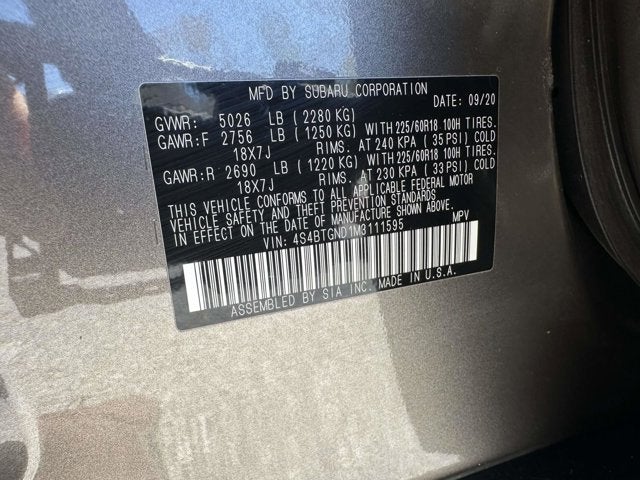 MFD BY SUBARU CORPORATION
GVWR: 5026 LB (2280 KG) DATE: 09/20
GAWR:F 2756 LB (1250 KG) WITH 225/60R18 100H TIRES.
18X7J RIMS. AT 240 KPA (35 PSI) COLD
GAWR:R 2690 LB (1220 KG) WITH 225/60R18 100H TIRES.
18X7J RIMS. AT 230 KPA (33 PSI) COLD
THIS VEHICLE CONFORMS TO ALL APPLICABLE FEDERAL MOTOR
VEHICLE SAFETY AND THEFT PREVENTION STANDARDS
IN EFFECT ON THE DATE OF MANUFACTURE SHOWN ABOVE.
VIN: 4S4BTGND1M3111595 MPV
ASSEMBLED BY SIA INC. MADE IN U.S.A.